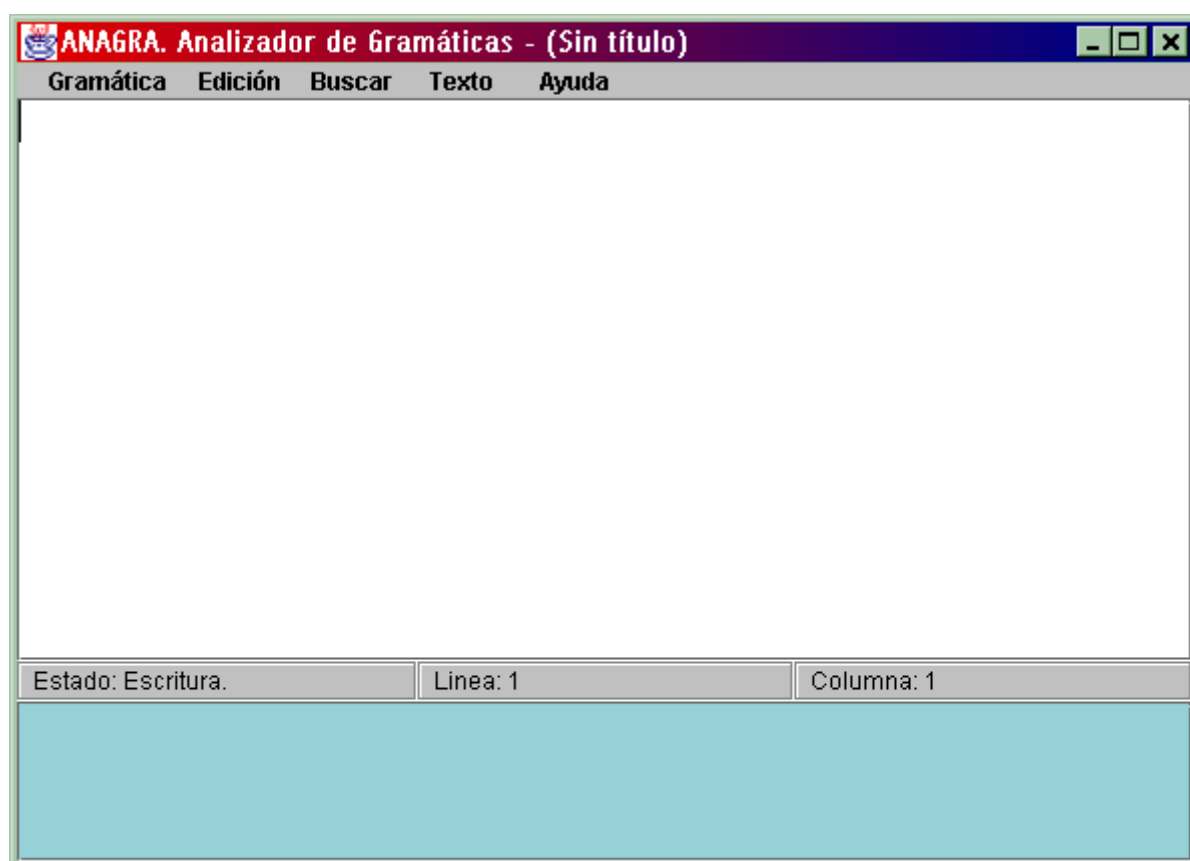 ANAGRA. Analizador de Gramáticas - (Sin título)
Gramática Edición Buscar Texto Ayuda
Estado: Escritura. Linea: 1 Columna: 1